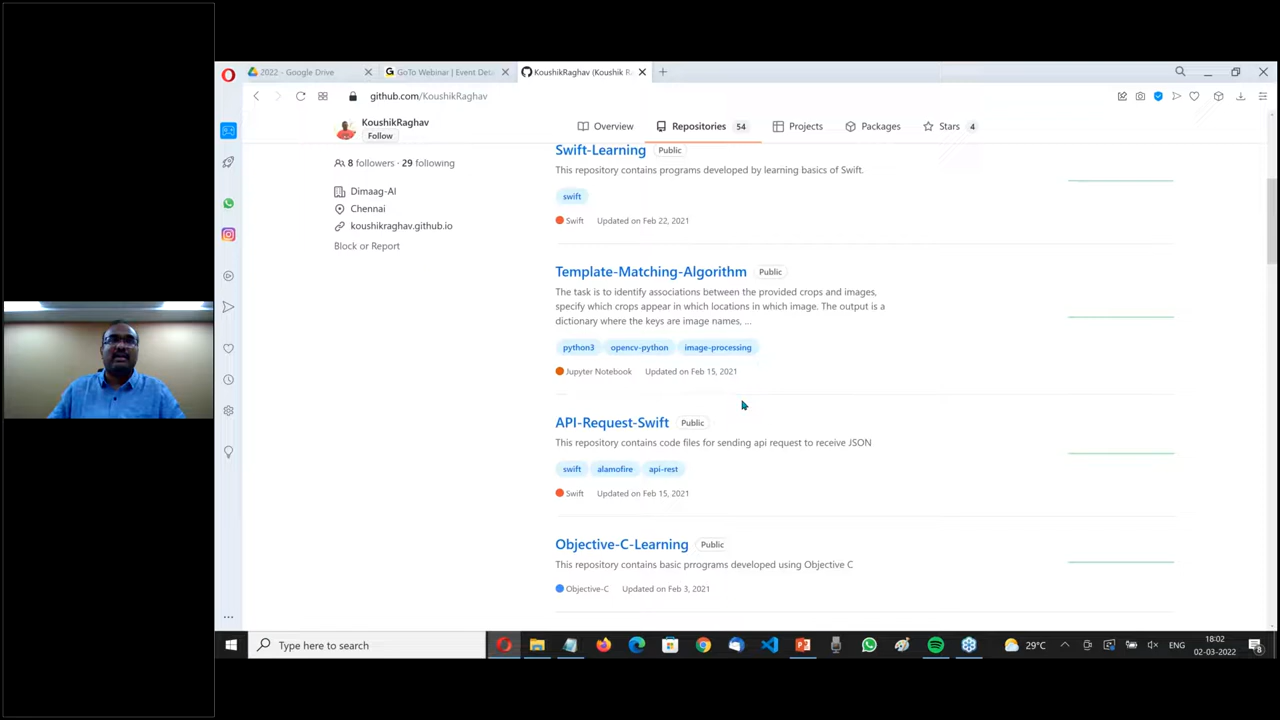 2022 - Google Drive
GoTo Webinar | Event Det
KoushikRaghav (Koushik R
github.com/KoushikRaghav
KoushikRaghav
Follow
Overview
Repositories 54
Projects
Packages
Stars 4
8 followers · 29 following
Dimaag-AI
Chennai
koushikraghav.github.io
Block or Report
Swift-Learning Public
This repository contains programs developed by learning basics of Swift.
swift
Swift Updated on Feb 22, 2021
Template-Matching-Algorithm Public
The task is to identify associations between the provided crops and images,
specify which crops appear in which locations in which image. The output is a
dictionary where the keys are image names, ...
python3 opencv-python image-processing
Jupyter Notebook Updated on Feb 15, 2021
API-Request-Swift Public
This repository contains code files for sending api request to receive JSON
swift alamofire api-rest
Swift Updated on Feb 15, 2021
Objective-C-Learning Public
This repository contains basic prrograms developed using Objective C
Objective-C Updated on Feb 3, 2021
Type here to search
29°C
ENG
18:02
02-03-2022
8